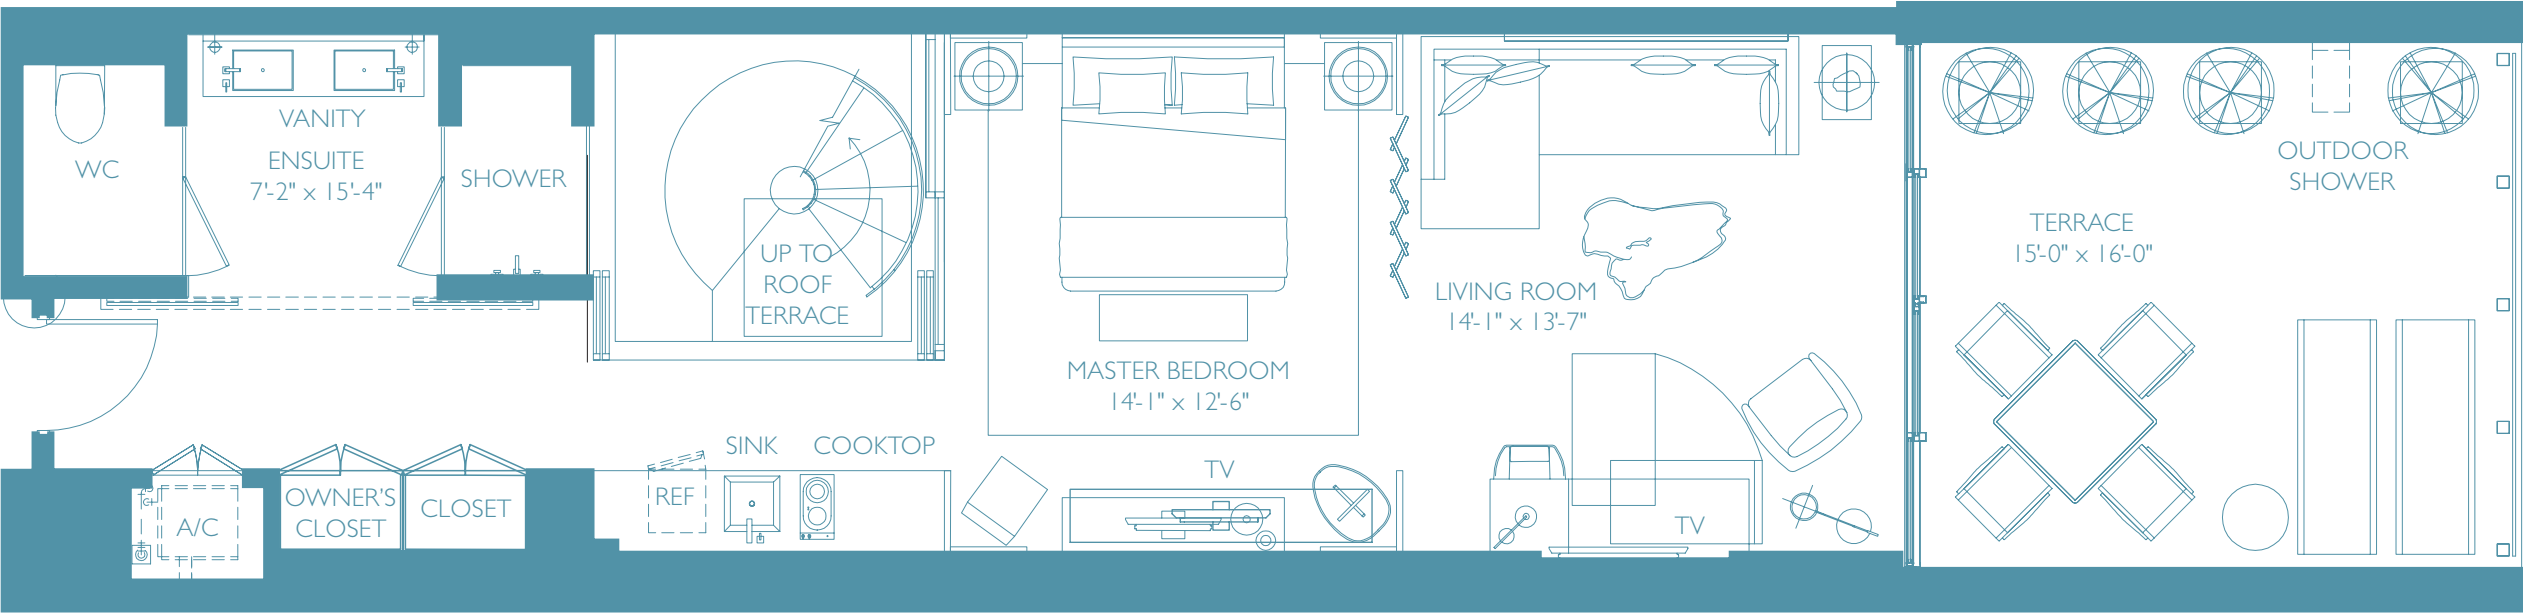 WC
VANITY
ENSUITE
7'-2" x 15'-4"
SHOWER
UP TO
ROOF
TERRACE
MASTER BEDROOM
14'-1" x 12'-6"
LIVING ROOM
14'-1" x 13'-7"
OUTDOOR
SHOWER
TERRACE
15'-0" x 16'-0"
A/C
OWNER'S
CLOSET
CLOSET
REF
SINK
COOKTOP
TV
TV